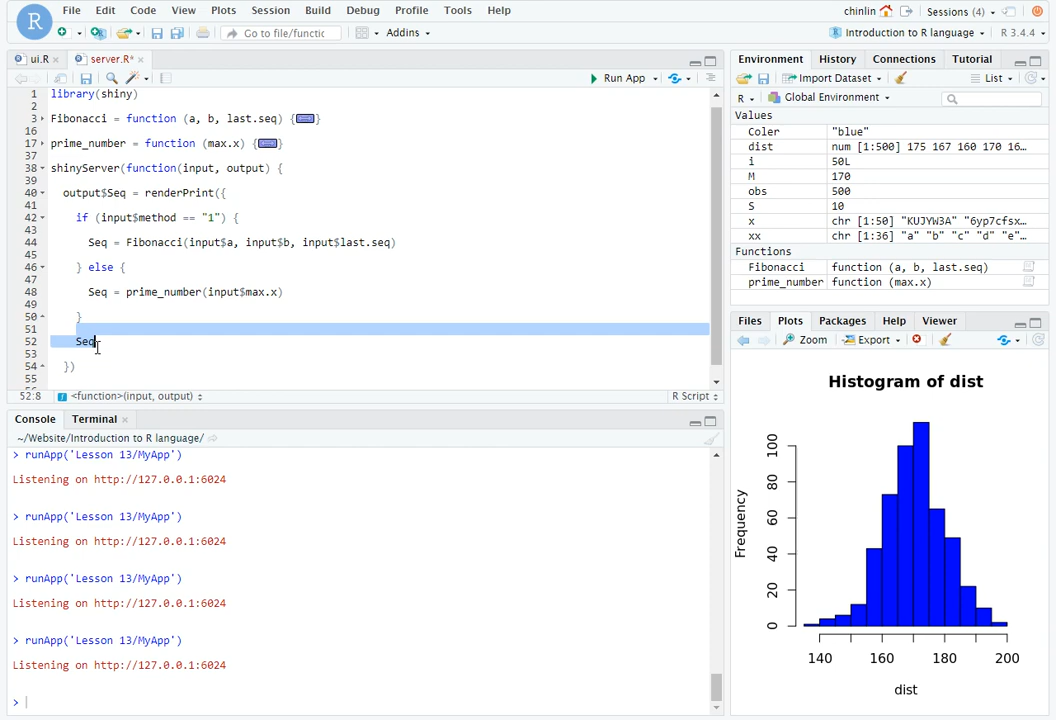 File Edit Code View Plots Session Build Debug Profile Tools Help
chinlin Sessions (4)
R Go to file/functic Addins
Introduction to R language R 3.4.4
ui.R × server.R* ×
Run App
1 library(shiny)
2
3 Fibonacci = function (a, b, last.seq) { }
16
17 prime_number = function (max.x) { }
37
38 shinyServer(function(input, output) {
39
40 output$Seq = renderPrint({
41
42 if (input$method == "1") {
43
44 Seq = Fibonacci(input$a, input$b, input$last.seq)
45
46 } else {
47
48 Seq = prime_number(input$max.x)
49
50 }
51
52 Seq
53
54 })
55
52:8 <function>(input, output) R Script
Console Terminal ×
~/Website/Introduction to R language/
> runApp('Lesson 13/MyApp')
Listening on http://127.0.0.1:6024
> runApp('Lesson 13/MyApp')
Listening on http://127.0.0.1:6024
> runApp('Lesson 13/MyApp')
Listening on http://127.0.0.1:6024
> runApp('Lesson 13/MyApp')
Listening on http://127.0.0.1:6024
>
Environment History Connections Tutorial
Import Dataset List
R Global Environment
Values
Coler "blue"
dist num [1:500] 175 167 160 170 16…
i 50L
M 170
obs 500
S 10
x chr [1:50] "KUJYW3A" "6yp7cfsx…
xx chr [1:36] "a" "b" "c" "d" "e"…
Functions
Fibonacci function (a, b, last.seq)
prime_number function (max.x)
Files Plots Packages Help Viewer
Zoom Export
Histogram of dist
Frequency
100
80
60
40
20
0
140 160 180 200
dist